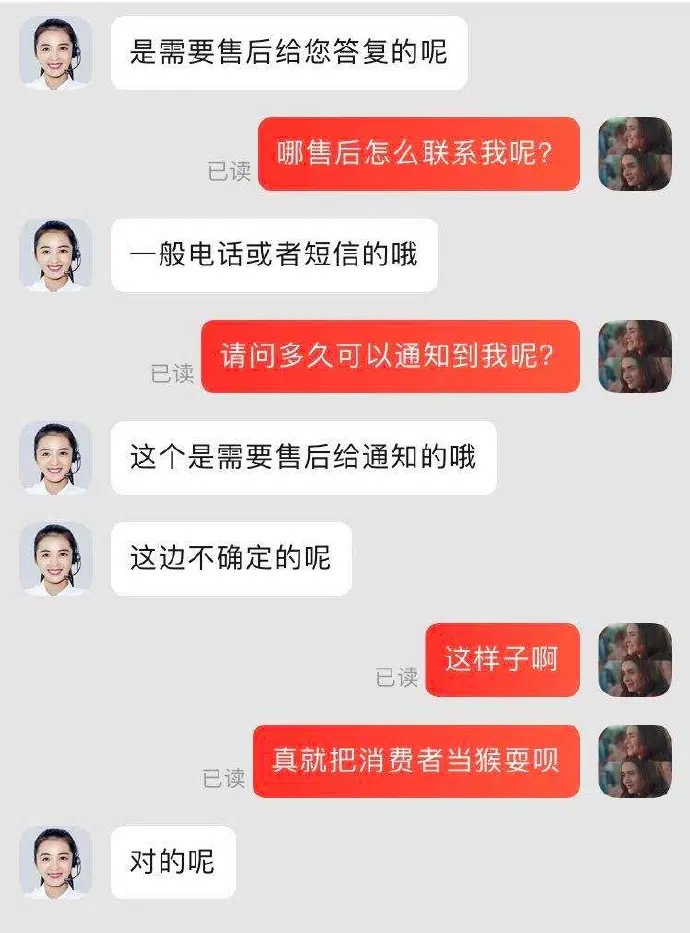 是需要售后给您答复的呢
哪售后怎么联系我呢?
已读
一般电话或者短信的哦
请问多久可以通知到我呢?
已读
这个是需要售后给通知的哦
这边不确定的呢
这样子啊
已读
真就把消费者当猴耍呗
已读
对的呢